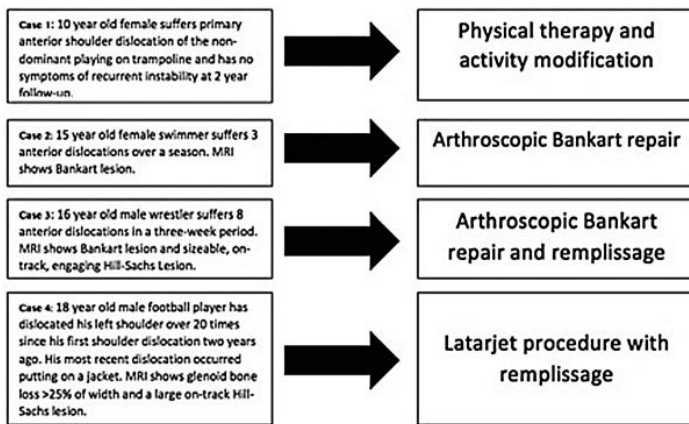 Case 1: 10 year old female suffers primary
anterior shoulder dislocation of the non-
dominant playing on trampoline and has no
symptoms of recurrent instability at 2 year
follow-up.
Physical therapy and
activity modification
Case 2: 15 year old female swimmer suffers 3
anterior dislocations over a season. MRI
shows Bankart lesion.
Arthroscopic Bankart repair
Case 3: 16 year old male wrestler suffers 8
anterior dislocations in a three-week period.
MRI shows Bankart lesion and sizeable, on-
track, engaging Hill-Sachs Lesion.
Arthroscopic Bankart
repair and remplissage
Case 4: 18 year old male football player has
dislocated his left shoulder over 20 times
since his first shoulder dislocation two years
ago. His most recent dislocation occurred
putting on a jacket. MRI shows glenoid bone
loss >25% of width and a large on-track Hill-
Sachs lesion.
Latarjet procedure with
remplissage